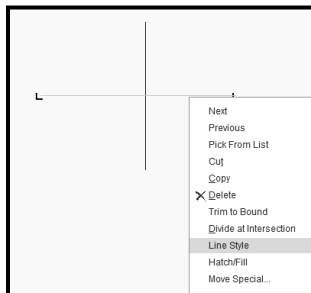 Next
Previous
Pick From List
Cut
Copy
Delete
Trim to Bound
Divide at Intersection
Line Style
Hatch/Fill
Move Special...